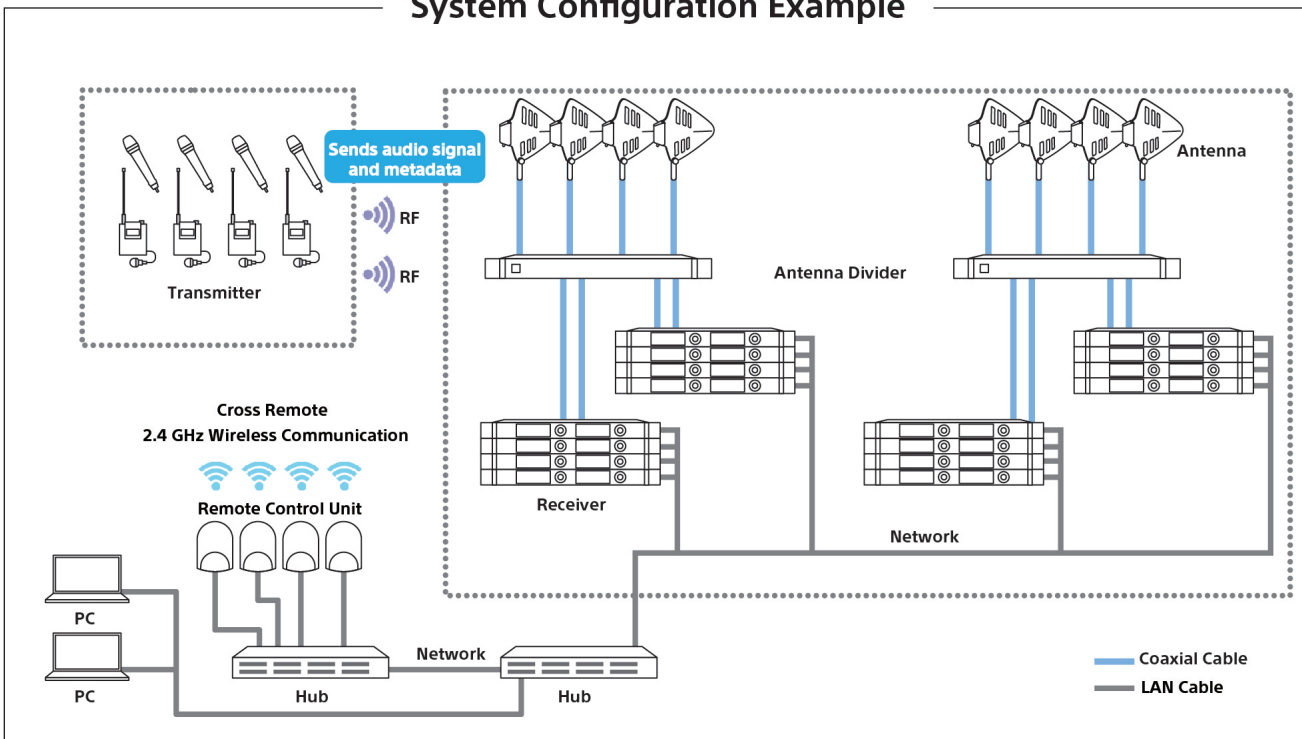 System Configuration Example
Sends audio signal
and metadata
RF
RF
Transmitter
Antenna
Antenna Divider
Cross Remote
2.4 GHz Wireless Communication
Remote Control Unit
Receiver
Network
PC
PC
Network
Hub
Hub
Coaxial Cable
LAN Cable